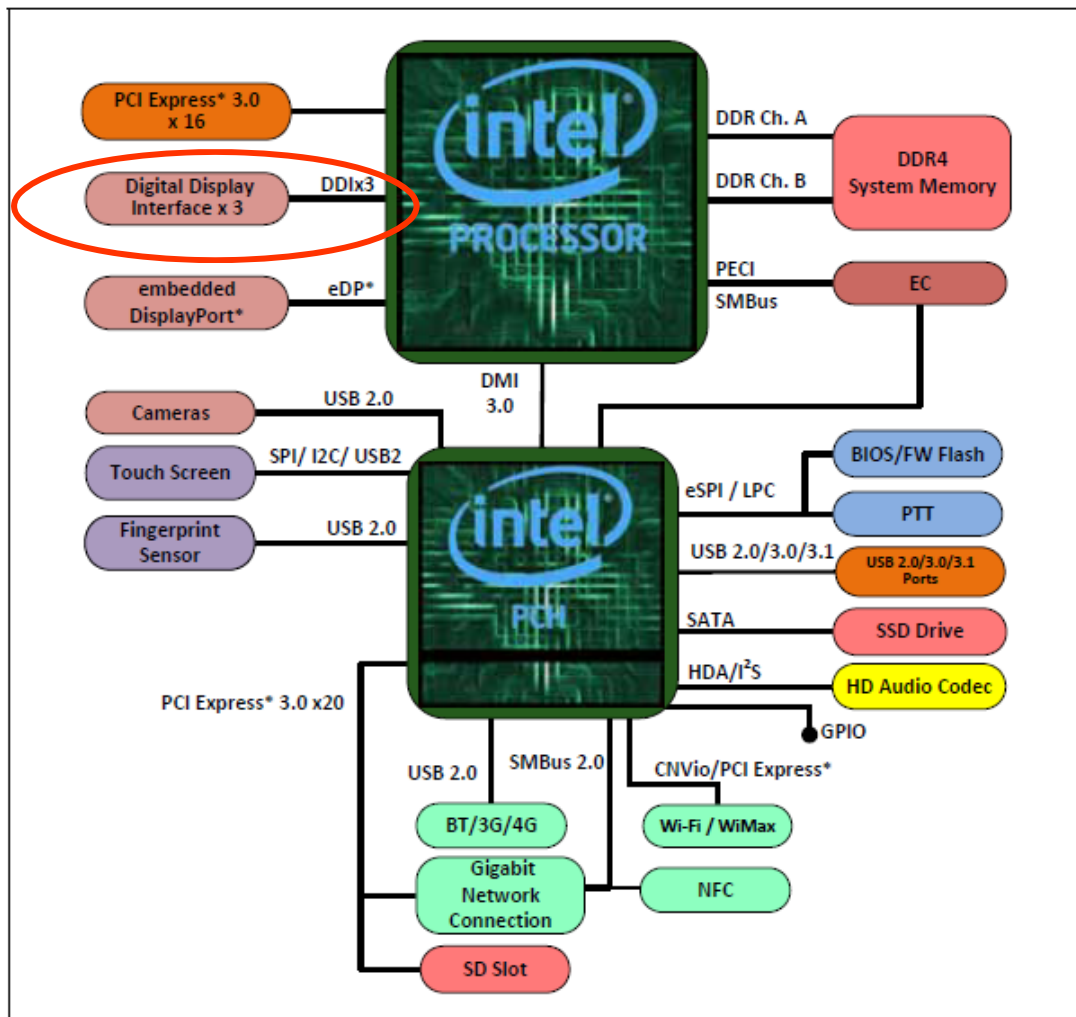 PCI Express* 3.0
x 16
Digital Display
Interface x 3
DDIx3
embedded
DisplayPort*
eDP*
intel®
PROCESSOR
DDR Ch. A
DDR Ch. B
DDR4
System Memory
PECI
SMBus
EC
DMI
3.0
Cameras
USB 2.0
Touch Screen
SPI/ I2C/ USB2
Fingerprint
Sensor
USB 2.0
intel®
PCH
eSPI / LPC
BIOS/FW Flash
PTT
USB 2.0/3.0/3.1
USB 2.0/3.0/3.1
Ports
SATA
SSD Drive
HDA/I²S
HD Audio Codec
GPIO
PCI Express* 3.0 x20
USB 2.0
SMBus 2.0
CNVio/PCI Express*
BT/3G/4G
Wi-Fi / WiMax
Gigabit
Network
Connection
NFC
SD Slot